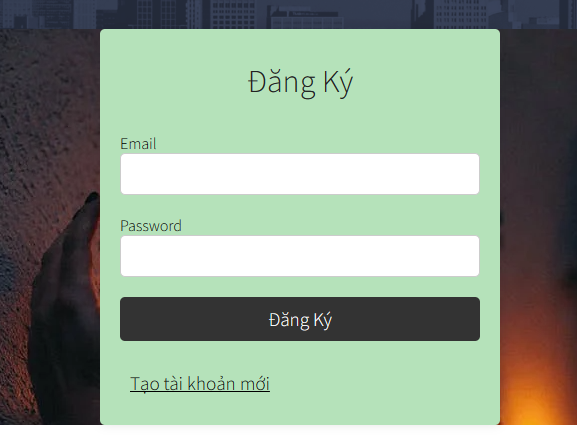 Đăng Ký
Email
Password
Đăng Ký
Tạo tài khoản mới